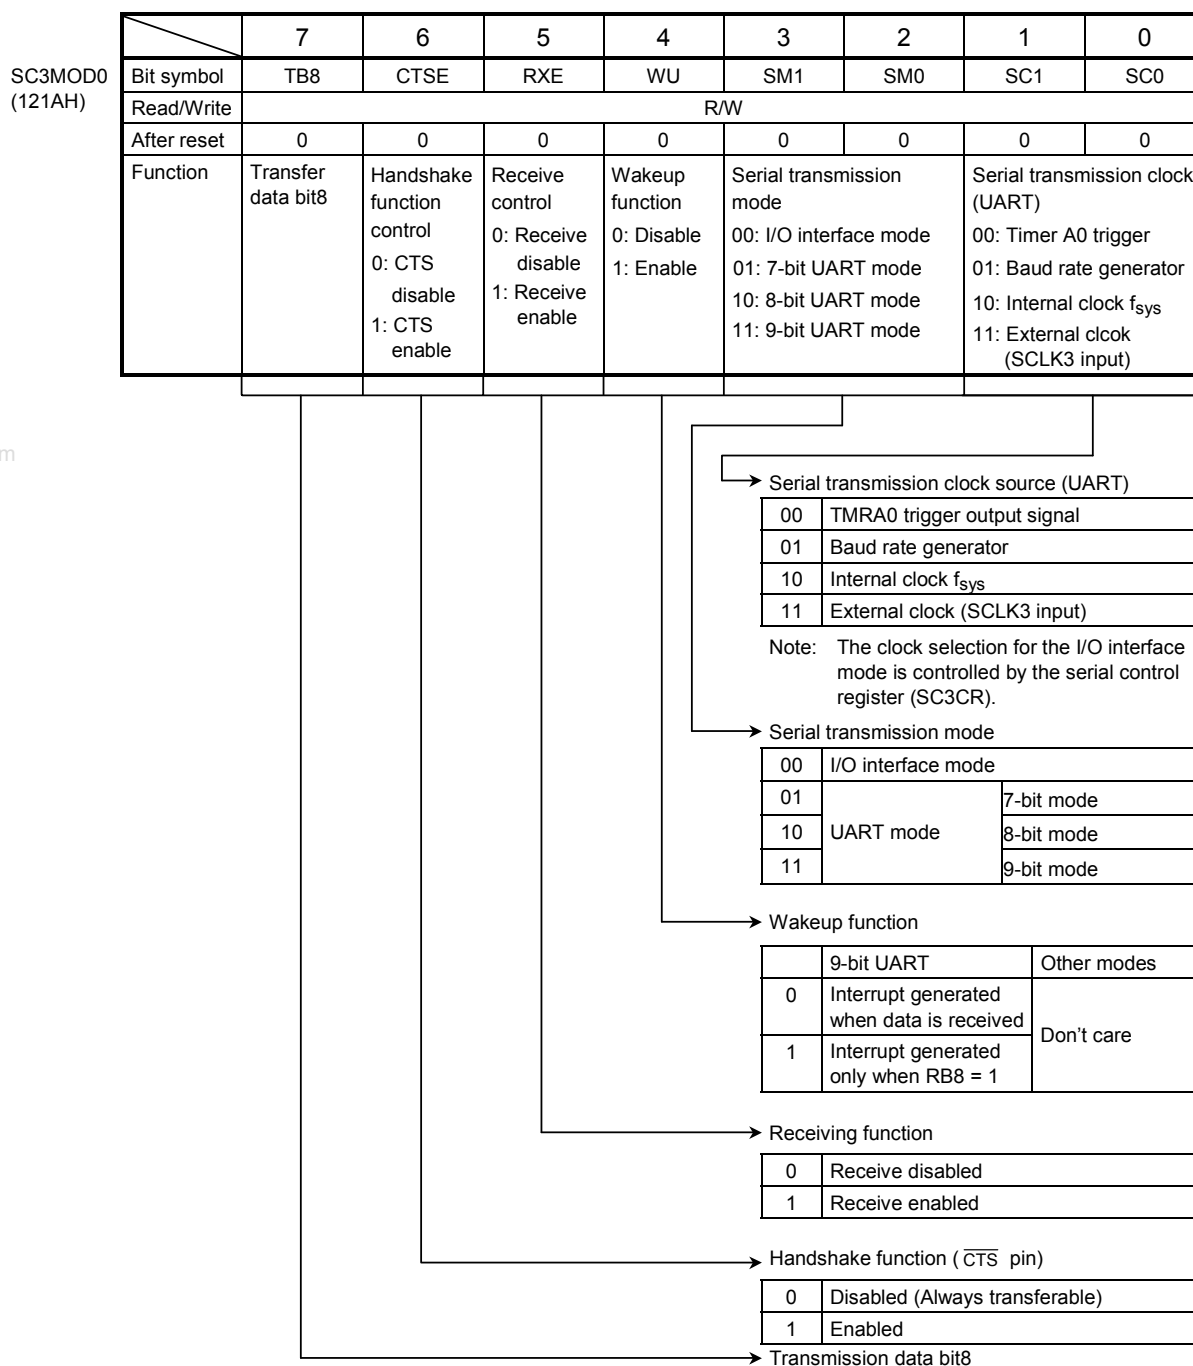 7 6 5 4 3 2 1 0
SC3MOD0 Bit symbol TB8 CTSE RXE WU SM1 SM0 SC1 SC0
(121AH) Read/Write R/W
After reset 0 0 0 0 0 0 0 0
Function Transfer Handshake Receive Wakeup Serial transmission Serial transmission clock
data bit8 function control function mode (UART)
control 0: Receive 0: Disable 00: I/O interface mode 00: Timer A0 trigger
0: CTS disable 1: Enable 01: 7-bit UART mode 01: Baud rate generator
disable 1: Receive 10: 8-bit UART mode 10: Internal clock fsys
1: CTS enable 11: 9-bit UART mode 11: External clcok
enable (SCLK3 input)
m
Serial transmission clock source (UART)
00 TMRA0 trigger output signal
01 Baud rate generator
10 Internal clock fsys
11 External clock (SCLK3 input)
Note: The clock selection for the I/O interface
mode is controlled by the serial control
register (SC3CR).
Serial transmission mode
00 I/O interface mode
01 7-bit mode
10 UART mode 8-bit mode
11 9-bit mode
Wakeup function
9-bit UART Other modes
0 Interrupt generated
when data is received
Don't care
1 Interrupt generated
only when RB8 = 1
Receiving function
0 Receive disabled
1 Receive enabled
Handshake function ( C̅T̅S̅ pin)
0 Disabled (Always transferable)
1 Enabled
Transmission data bit8